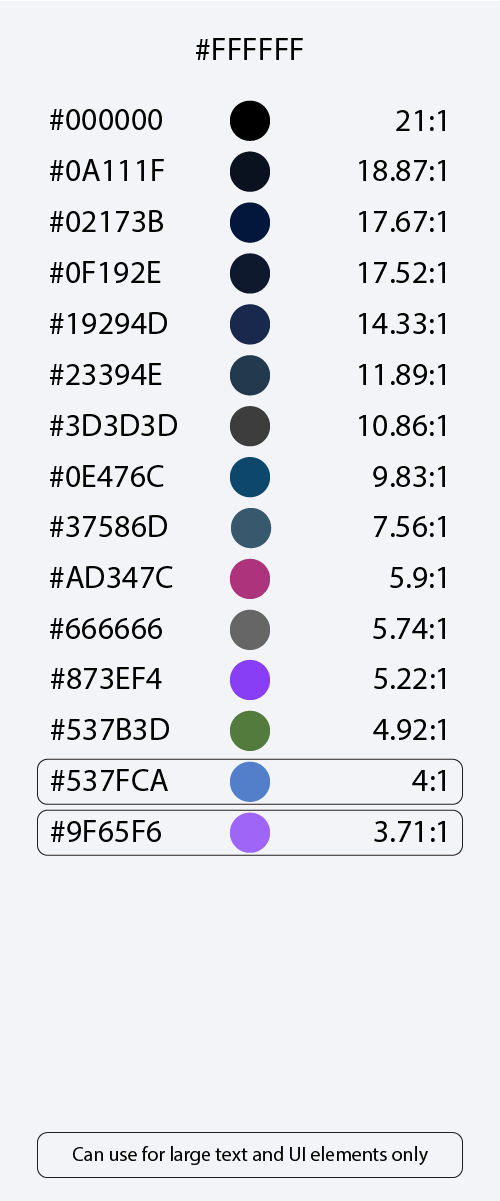 #FFFFFF
#000000 21:1
#0A111F 18.87:1
#02173B 17.67:1
#0F192E 17.52:1
#19294D 14.33:1
#23394E 11.89:1
#3D3D3D 10.86:1
#0E476C 9.83:1
#37586D 7.56:1
#AD347C 5.9:1
#666666 5.74:1
#873EF4 5.22:1
#537B3D 4.92:1
#537FCA 4:1
#9F65F6 3.71:1
Can use for large text and UI elements only